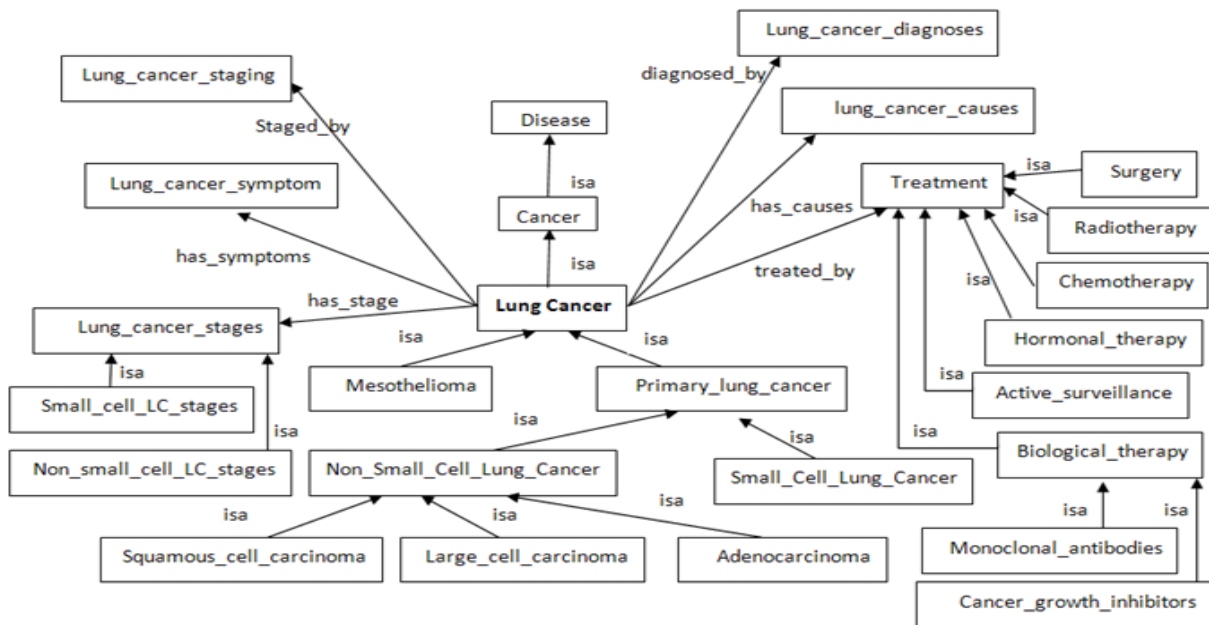 Lung_cancer_diagnoses
Lung_cancer_staging
diagnosed_by
lung_cancer_causes
Staged_by
Disease
isa
Surgery
Treatment
Lung_cancer_symptom
isa
Cancer
has_causes
isa
Radiotherapy
has_symptoms
isa
treated_by
isa
Chemotherapy
has_stage
Lung Cancer
Lung_cancer_stages
isa
isa
Hormonal_therapy
isa
Mesothelioma
Primary_lung_cancer
isa
Active_surveillance
Small_cell_LC_stages
isa
isa
isa
isa
Biological_therapy
Non_small_cell_LC_stages
Non_Small_Cell_Lung_Cancer
Small_Cell_Lung_Cancer
isa
isa
isa
isa
isa
Squamous_cell_carcinoma
Large_cell_carcinoma
Adenocarcinoma
Monoclonal_antibodies
Cancer_growth_inhibitors